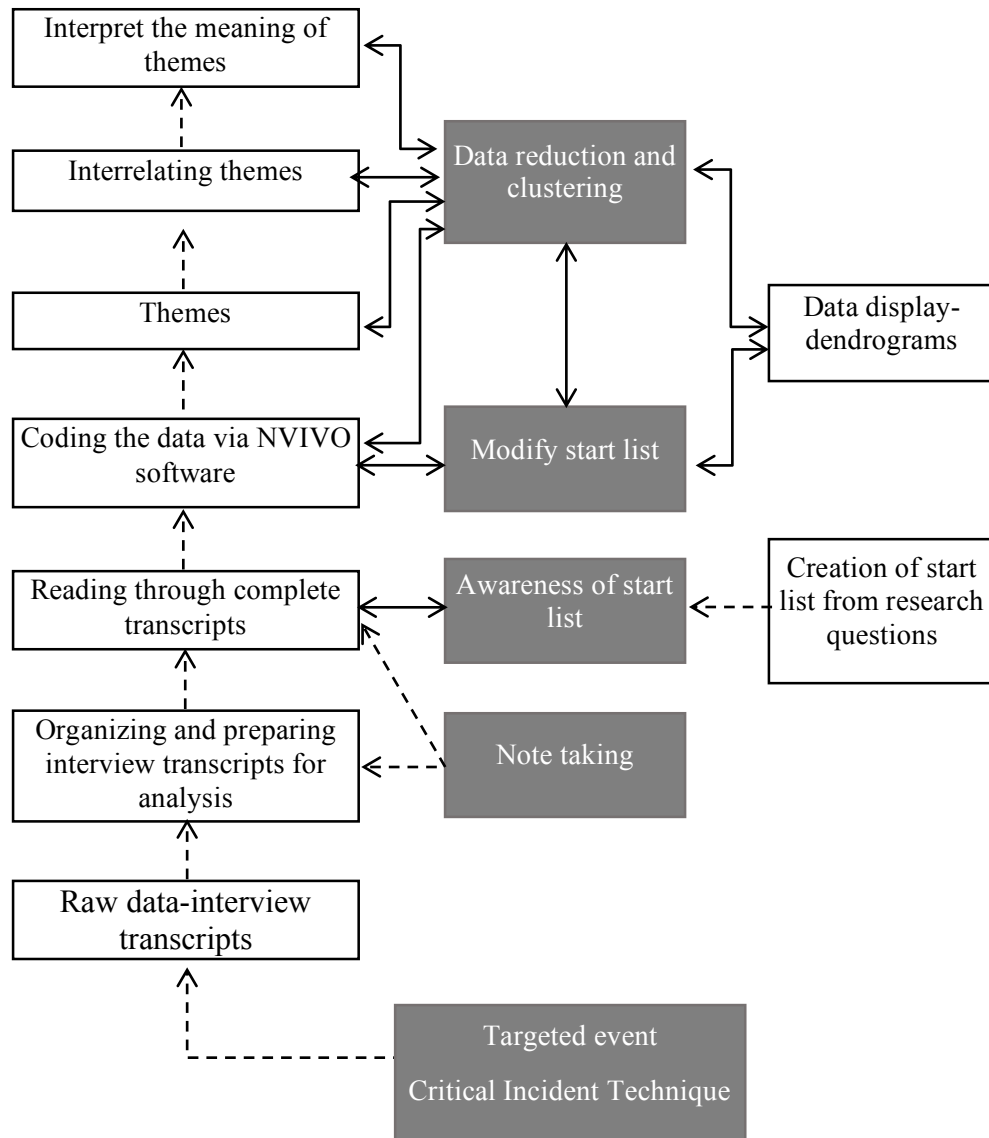 Interpret the meaning of
themes
Interrelating themes
Data reduction and
clustering
Themes
Data display-
dendrograms
Coding the data via NVIVO
software
Modify start list
Reading through complete
transcripts
Awareness of start
list
Creation of start
list from research
questions
Organizing and preparing
interview transcripts for
analysis
Note taking
Raw data-interview
transcripts
Targeted event
Critical Incident Technique